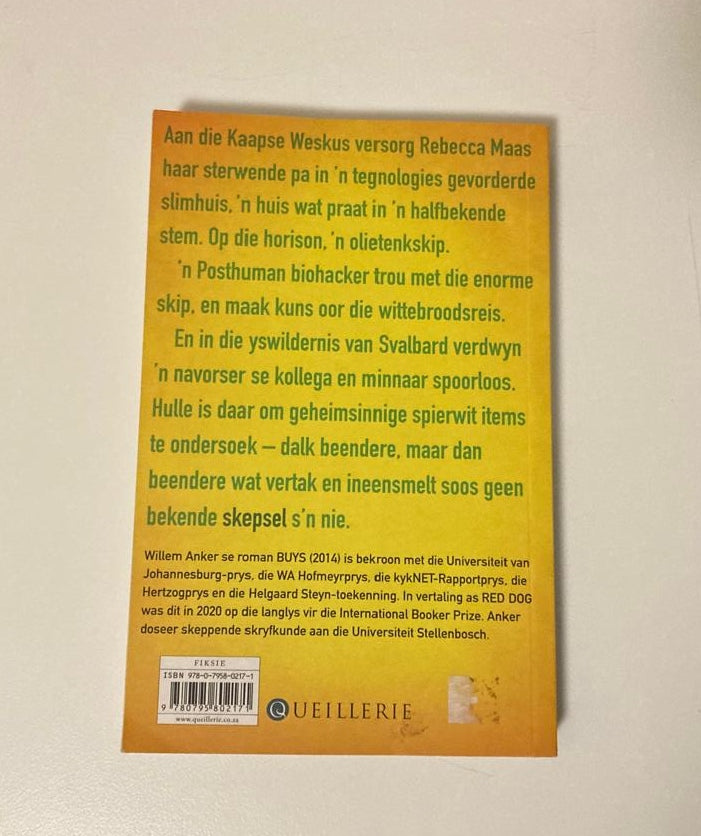 Aan die Kaapse Weskus versorg Rebecca Maas
haar sterwende pa in 'n tegnologies gevorderde
slimhuis, 'n huis wat praat in 'n halfbekende
stem. Op die horison, 'n olietenkskip.
'n Posthuman biohacker trou met die enorme
skip, en maak kuns oor die wittebroodsreis.
En in die yswildernis van Svalbard verdwyn
'n navorser se kollega en minnaar spoorloos.
Hulle is daar om geheimsinnige spierwit items
te ondersoek – dalk beendere, maar dan
beendere wat vertak en ineensmelt soos geen
bekende skepsel s'n nie.
Willem Anker se roman BUYS (2014) is bekroon met die Universiteit van
Johannesburg-prys, die WA Hofmeyrprys, die kykNET-Rapportprys, die
Hertzogprys en die Helgaard Steyn-toekenning. In vertaling as RED DOG
was dit in 2020 op die langlys vir die International Booker Prize. Anker
doseer skeppende skryfkunde aan die Universiteit Stellenbosch.
FIKSIE
ISBN 978-0-7958-0217-1
9 780795 802171
www.queillerie.co.za
QUEILLERIE